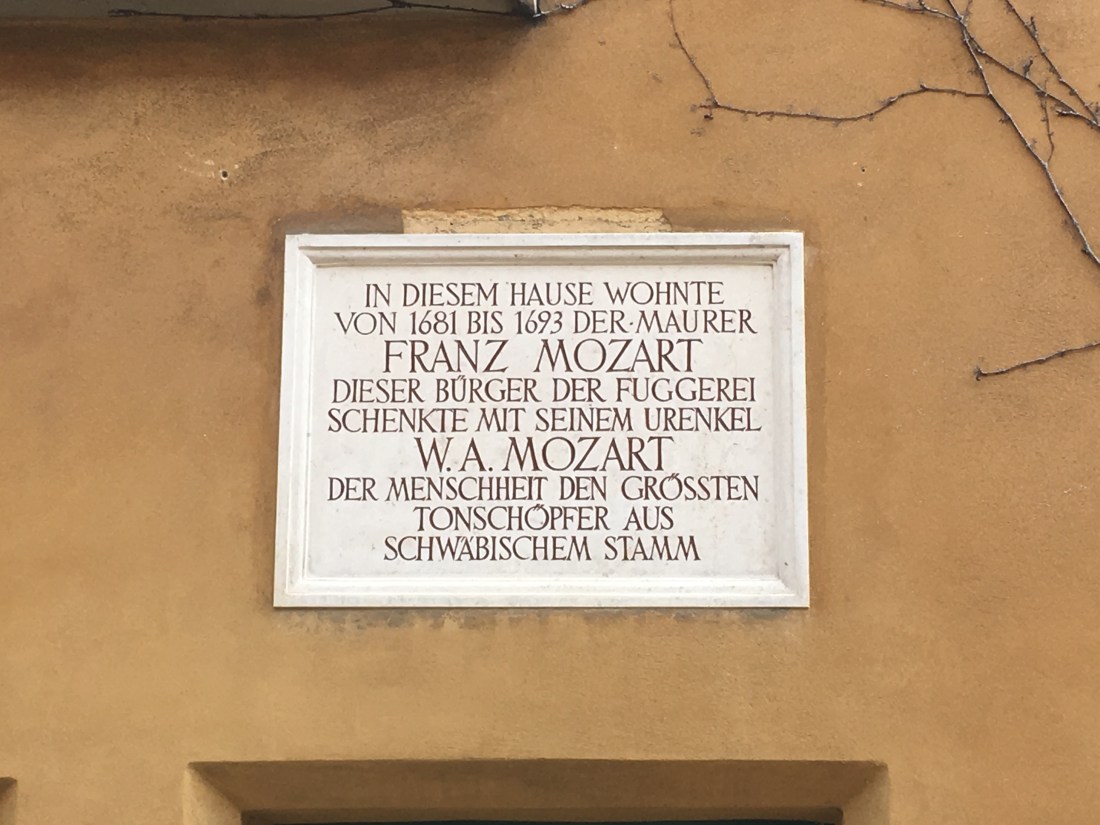 IN DIESEM HAUSE WOHNTE
VON 1681 BIS 1693 DER·MAURER
FRANZ MOZART
DIESER BÜRGER DER FUGGEREI
SCHENKTE MIT SEINEM URENKEL
W. A. MOZART
DER MENSCHHEIT DEN GRÖSSTEN
TONSCHÖPFER AUS
SCHWÄBISCHEM STAMM